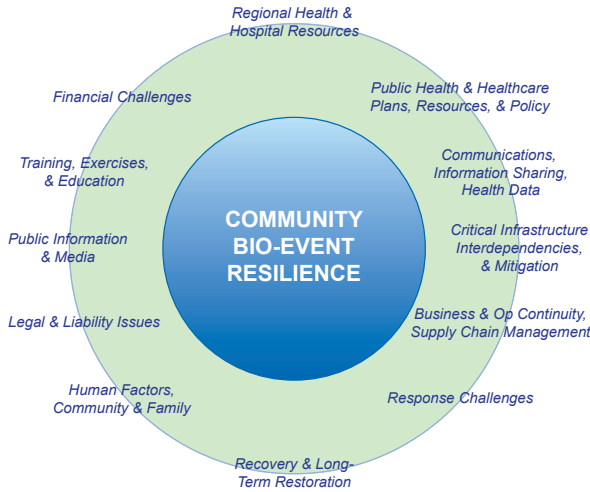 Regional Health &
Hospital Resources
Public Health & Healthcare
Plans, Resources, & Policy
Communications,
Information Sharing,
Health Data
Critical Infrastructure
Interdependencies,
& Mitigation
Business & Op Continuity,
Supply Chain Management
Response Challenges
Recovery & Long-
Term Restoration
Human Factors,
Community & Family
Legal & Liability Issues
Public Information
& Media
Training, Exercises,
& Education
Financial Challenges
COMMUNITY
BIO-EVENT
RESILIENCE